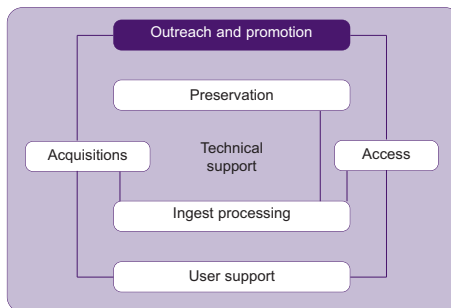 Outreach and promotion
Preservation
Acquisitions
Technical
support
Access
Ingest processing
User support